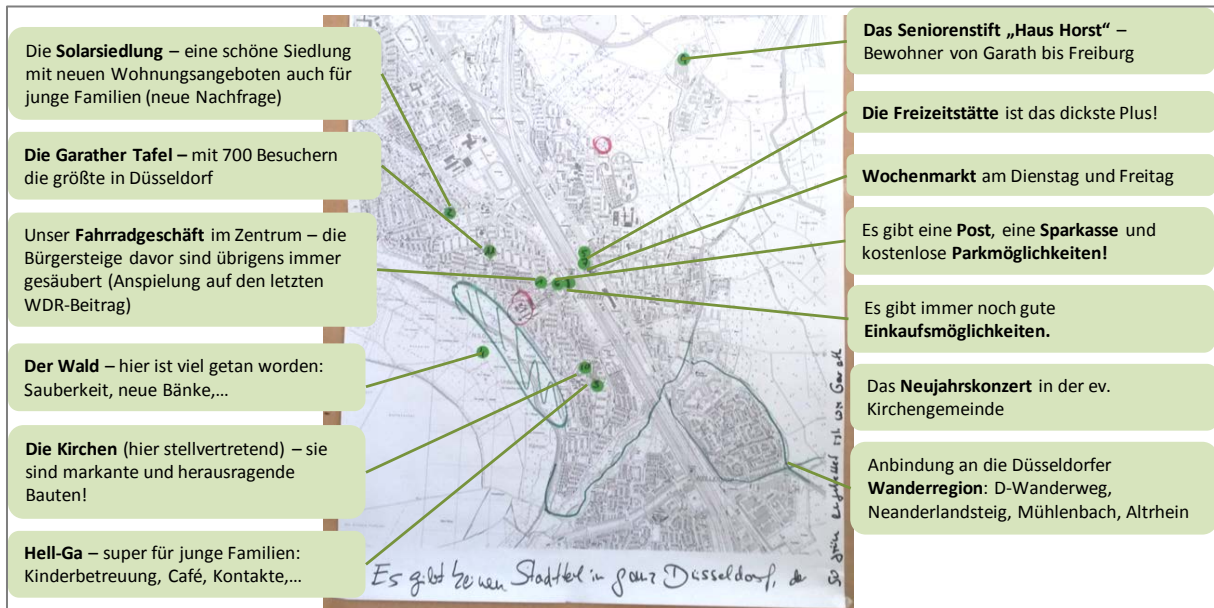 Die Solarsiedlung – eine schöne Siedlung
mit neuen Wohnungsangeboten auch für
junge Familien (neue Nachfrage)
Die Garather Tafel – mit 700 Besuchern
die größte in Düsseldorf
Unser Fahrradgeschäft im Zentrum – die
Bürgersteige davor sind übrigens immer
gesäubert (Anspielung auf den letzten
WDR-Beitrag)
Der Wald – hier ist viel getan worden:
Sauberkeit, neue Bänke,…
Die Kirchen (hier stellvertretend) – sie
sind markante und herausragende
Bauten!
Hell-Ga – super für junge Familien:
Kinderbetreuung, Café, Kontakte,…
Das Seniorenstift „Haus Horst“ –
Bewohner von Garath bis Freiburg
Die Freizeitstätte ist das dickste Plus!
Wochenmarkt am Dienstag und Freitag
Es gibt eine Post, eine Sparkasse und
kostenlose Parkmöglichkeiten!
Es gibt immer noch gute
Einkaufsmöglichkeiten.
Das Neujahrskonzert in der ev.
Kirchengemeinde
Anbindung an die Düsseldorfer
Wanderregion: D-Wanderweg,
Neanderlandsteig, Mühlenbach, Altrhein
Es gibt keinen Stadtteil in ganz Düsseldorf, de
so grün ist wie Garath